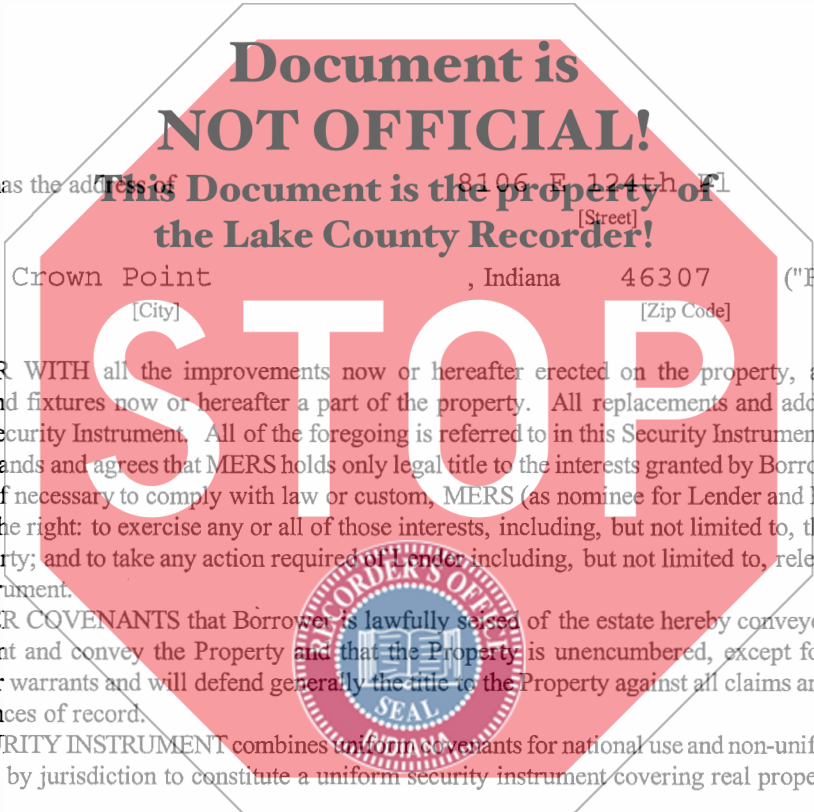 Document is
NOT OFFICIAL!
as the address of 8106 E 124th Pl
This Document is the property of
[Street]
the Lake County Recorder!
Crown Point , Indiana 46307 ("
[City] [Zip Code]
STOP
R WITH all the improvements now or hereafter erected on the property, a
nd fixtures now or hereafter a part of the property. All replacements and add
ecurity Instrument. All of the foregoing is referred to in this Security Instrumen
ands and agrees that MERS holds only legal title to the interests granted by Borro
f necessary to comply with law or custom, MERS (as nominee for Lender and
he right: to exercise any or all of those interests, including, but not limited to, t
rty; and to take any action required of Lender including, but not limited to, rele
rument.
R COVENANTS that Borrower is lawfully seised of the estate hereby convey
nt and convey the Property and that the Property is unencumbered, except fo
r warrants and will defend generally the title to the Property against all claims a
nces of record.
URITY INSTRUMENT combines uniform covenants for national use and non-unif
by jurisdiction to constitute a uniform security instrument covering real prope
RECORDER'S OFFICE
SEAL
INDIANA